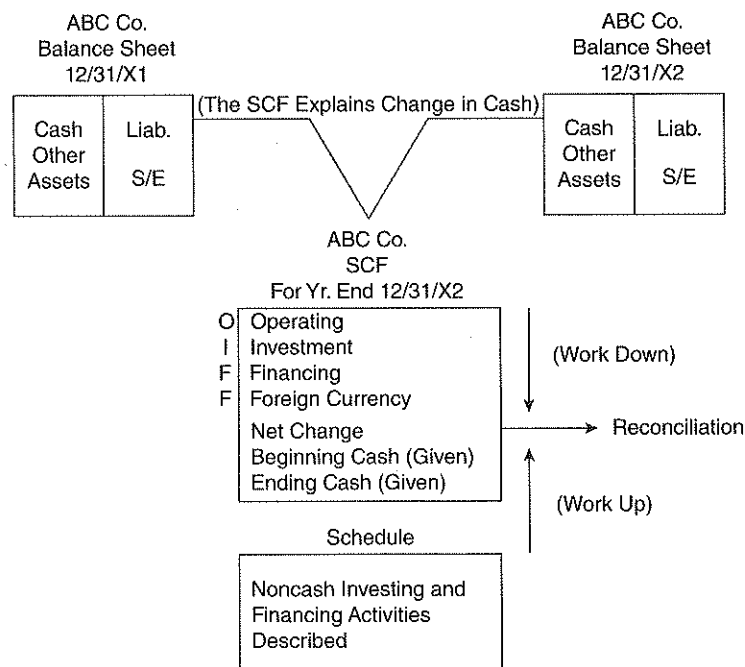 ABC Co.
Balance Sheet
12/31/X1
ABC Co.
Balance Sheet
12/31/X2
(The SCF Explains Change in Cash)
Cash
Other
Assets
Liab.
S/E
Cash
Other
Assets
Liab.
S/E
ABC Co.
SCF
For Yr. End 12/31/X2
O Operating
I Investment
F Financing
F Foreign Currency
Net Change
Beginning Cash (Given)
Ending Cash (Given)
(Work Down)
Reconciliation
(Work Up)
Schedule
Noncash Investing and
Financing Activities
Described